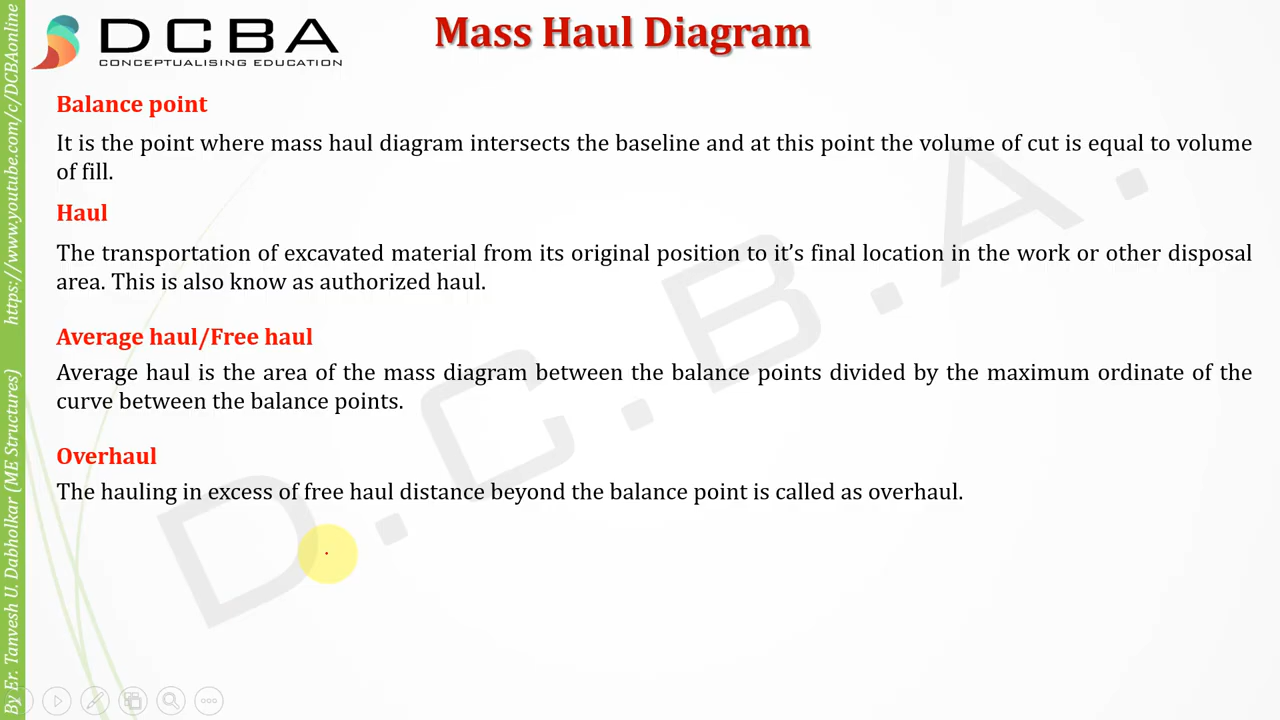 DCBA
CONCEPTUALISING EDUCATION
Mass Haul Diagram
Balance point
It is the point where mass haul diagram intersects the baseline and at this point the volume of cut is equal to volume
of fill.
Haul
The transportation of excavated material from its original position to it’s final location in the work or other disposal
area. This is also know as authorized haul.
Average haul/Free haul
Average haul is the area of the mass diagram between the balance points divided by the maximum ordinate of the
curve between the balance points.
Overhaul
The hauling in excess of free haul distance beyond the balance point is called as overhaul.
D.C.B.A.
By Er. Tanvesh U. Dabholkar (ME Structures) https://www.youtube.com/c/DCBAonline